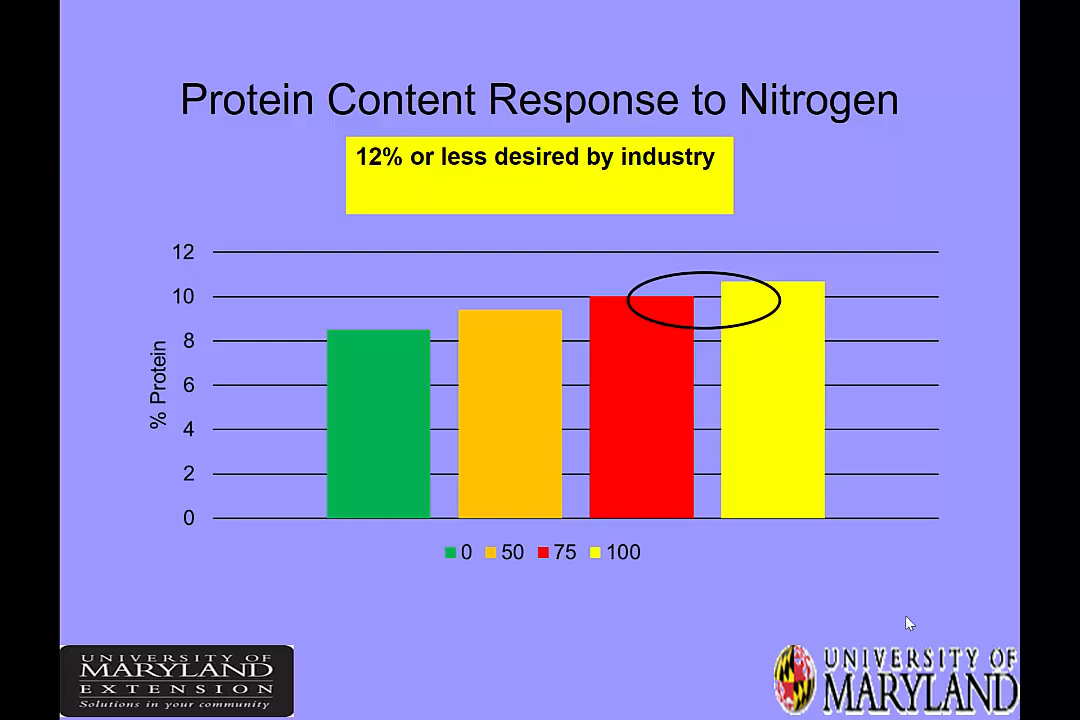 Protein Content Response to Nitrogen
12% or less desired by industry
12
10
8
6
4
2
0
% Protein
0 50 75 100
UNIVERSITY OF
MARYLAND
EXTENSION
Solutions in your community
UNIVERSITY OF
MARYLAND